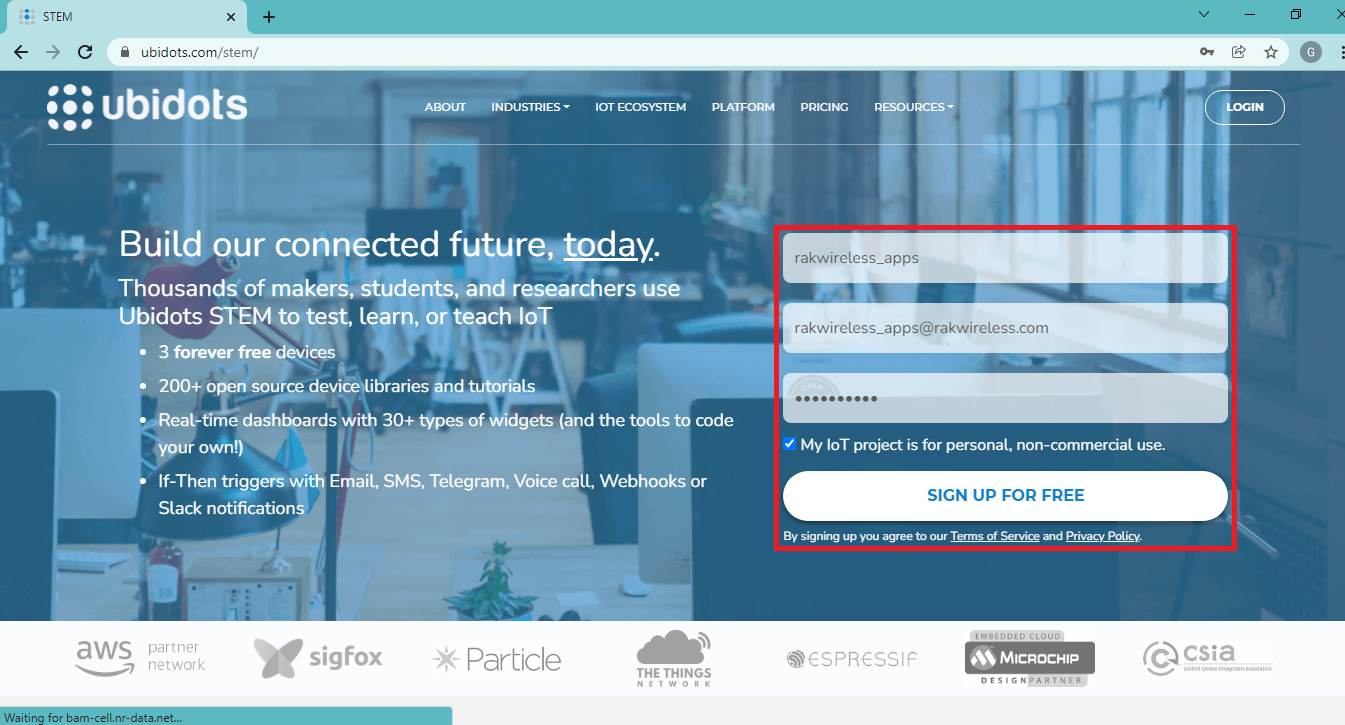 STEM
ubidots.com/stem/
G
ubidots
ABOUT INDUSTRIES IOT ECOSYSTEM PLATFORM PRICING RESOURCES
LOGIN
Build our connected future, today.
Thousands of makers, students, and researchers use
Ubidots STEM to test, learn, or teach IoT
• 3 forever free devices
• 200+ open source device libraries and tutorials
• Real-time dashboards with 30+ types of widgets (and the tools to code
your own!)
• If-Then triggers with Email, SMS, Telegram, Voice call, Webhooks or
Slack notifications
rakwireless_apps
rakwireless_apps@rakwireless.com
••••••••••
My IoT project is for personal, non-commercial use.
SIGN UP FOR FREE
By signing up you agree to our Terms of Service and Privacy Policy.
aws partner
network
sigfox
Particle
THE THINGS
NETWORK
ESPRESSIF
EMBEDDED CLOUD
MICROCHIP
DESIGN PARTNER
csia
control system integrators association
Waiting for bam-cell.nr-data.net...